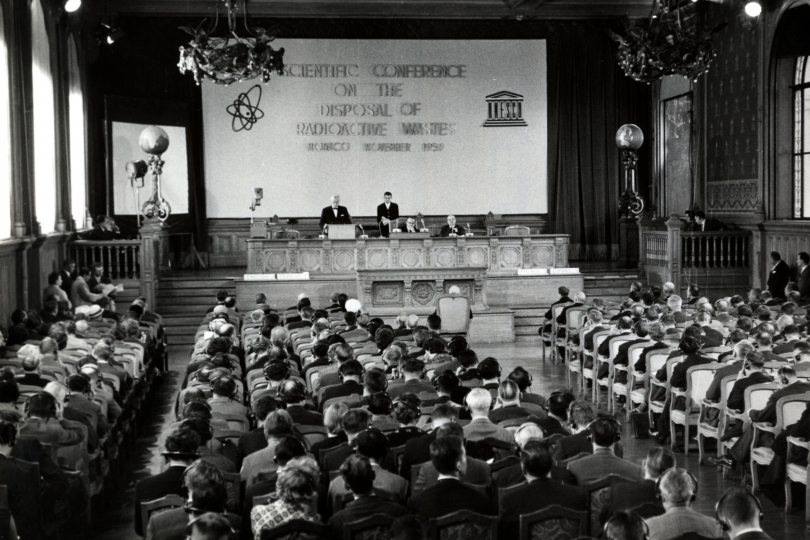 SCIENTIFIC CONFERENCE
ON THE
DISPOSAL OF
RADIOACTIVE WASTES
MONACO NOVEMBER 1959
UNESCO